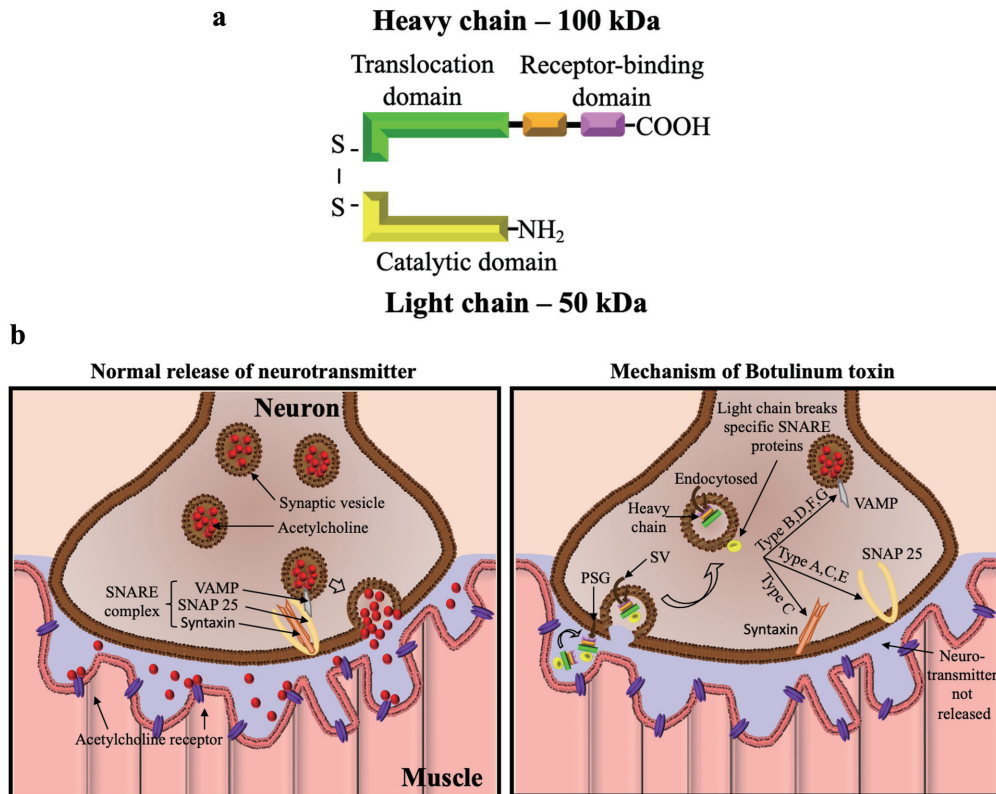 a
Heavy chain – 100 kDa
Translocation
domain
Receptor-binding
domain
COOH
S
S
NH₂
Catalytic domain
Light chain – 50 kDa
b
Normal release of neurotransmitter
Neuron
Synaptic vesicle
Acetylcholine
SNARE
complex
VAMP
SNAP 25
Syntaxin
Acetylcholine receptor
Muscle
Mechanism of Botulinum toxin
Light chain breaks
specific SNARE
proteins
Endocytosed
Heavy
chain
Type B,D,F,G
VAMP
Type A,C,E
SNAP 25
Type C
SV
PSG
Syntaxin
Neuro-
transmitter
not
released